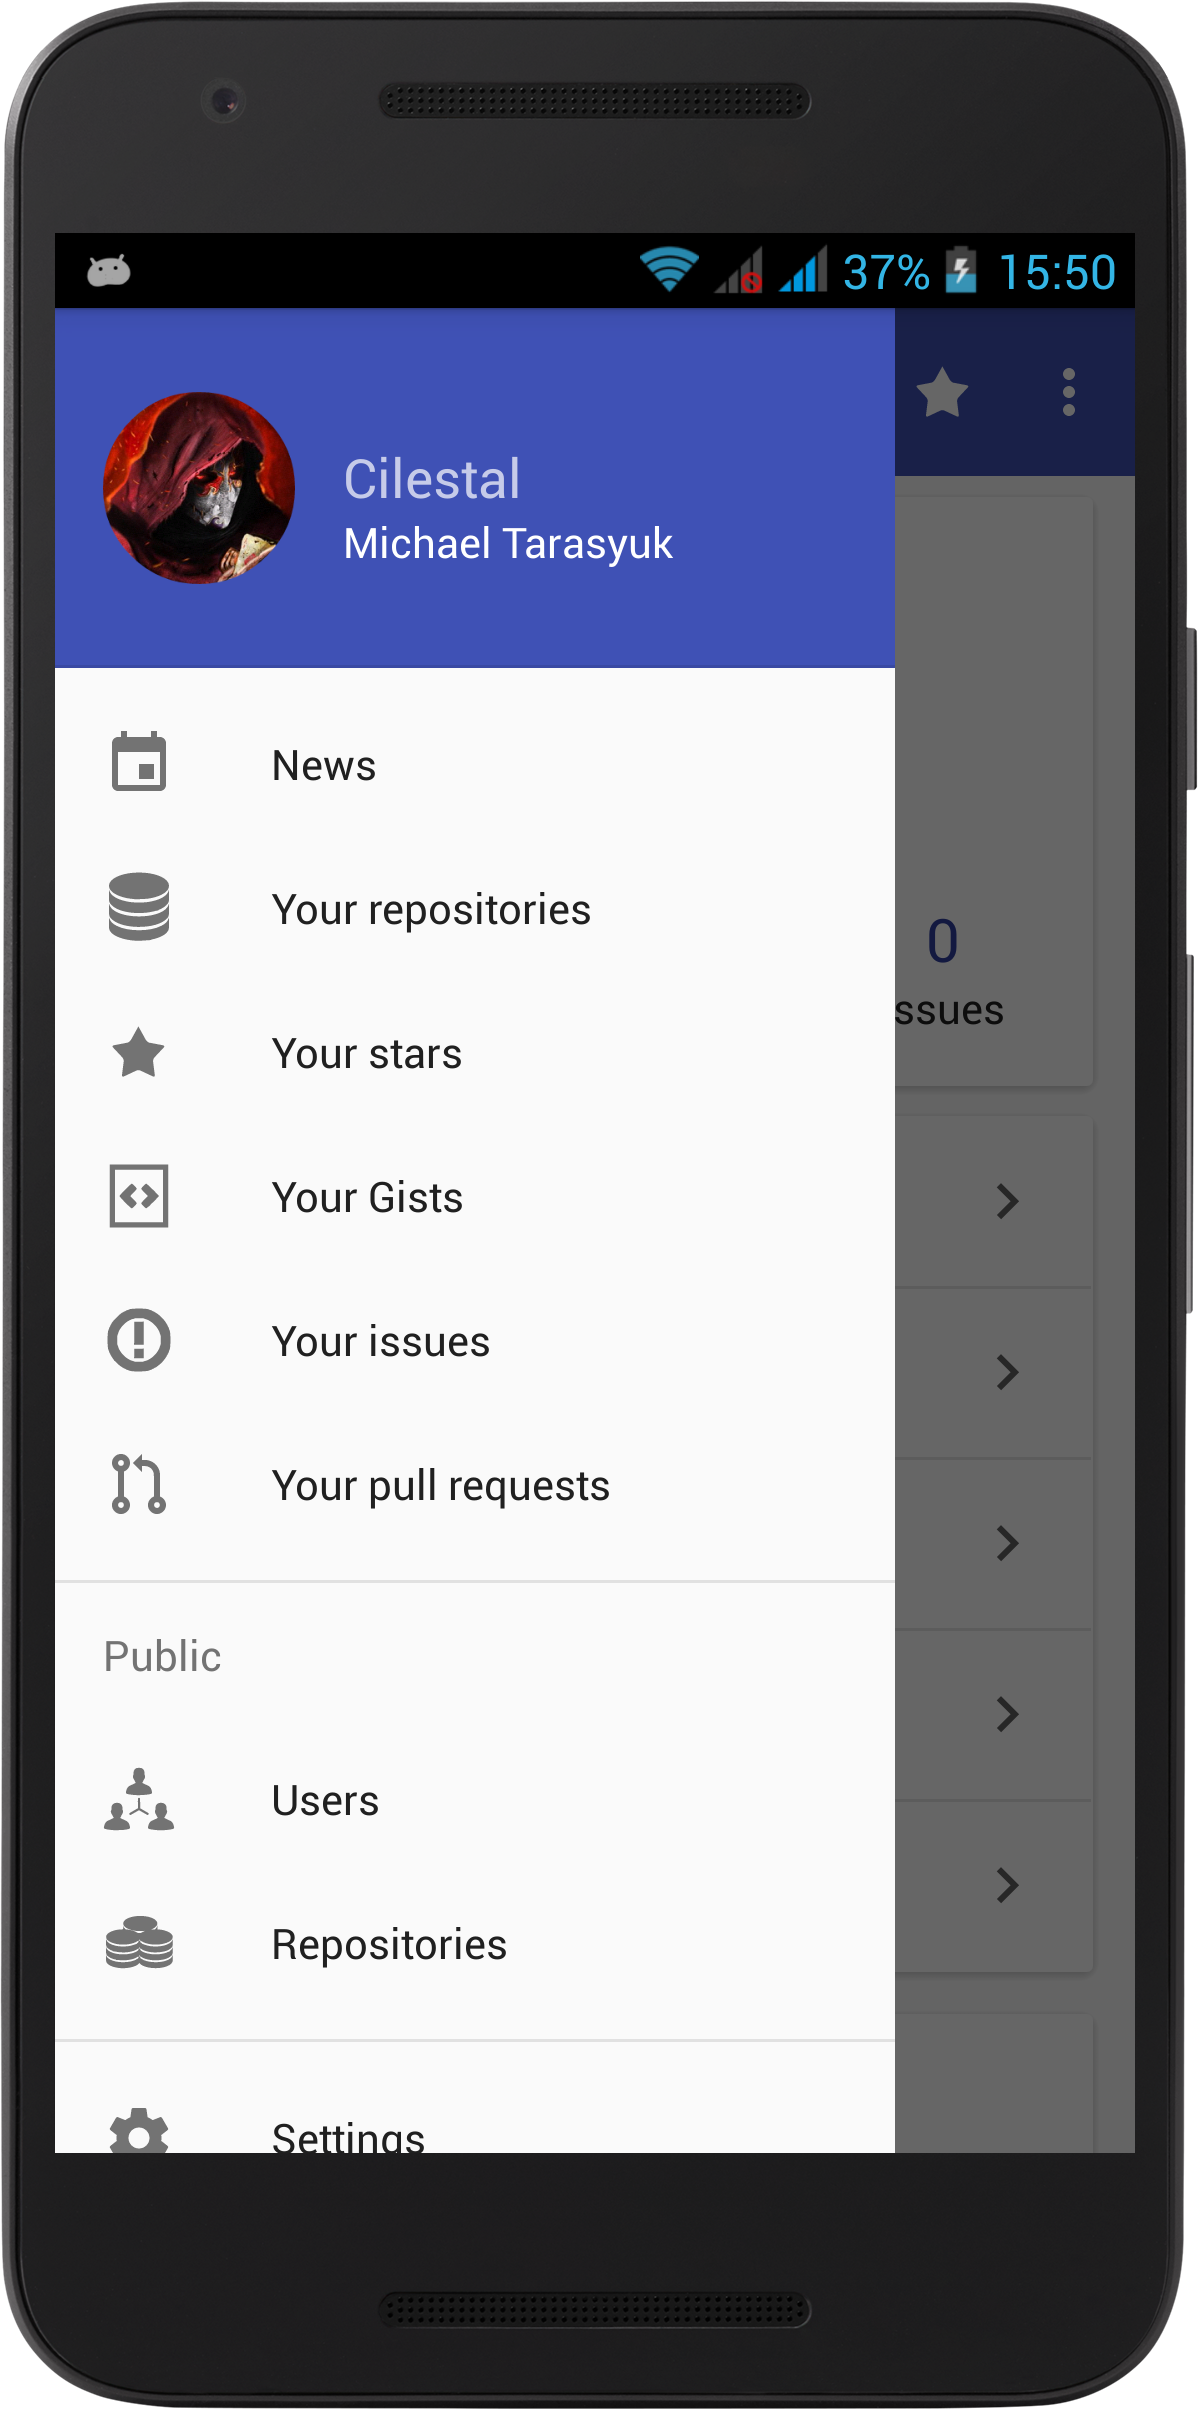 37% 15:50
Cilestal
Michael Tarasyuk
News
Your repositories
0
ssues
Your stars
Your Gists
Your issues
Your pull requests
Public
Users
Repositories
Settings